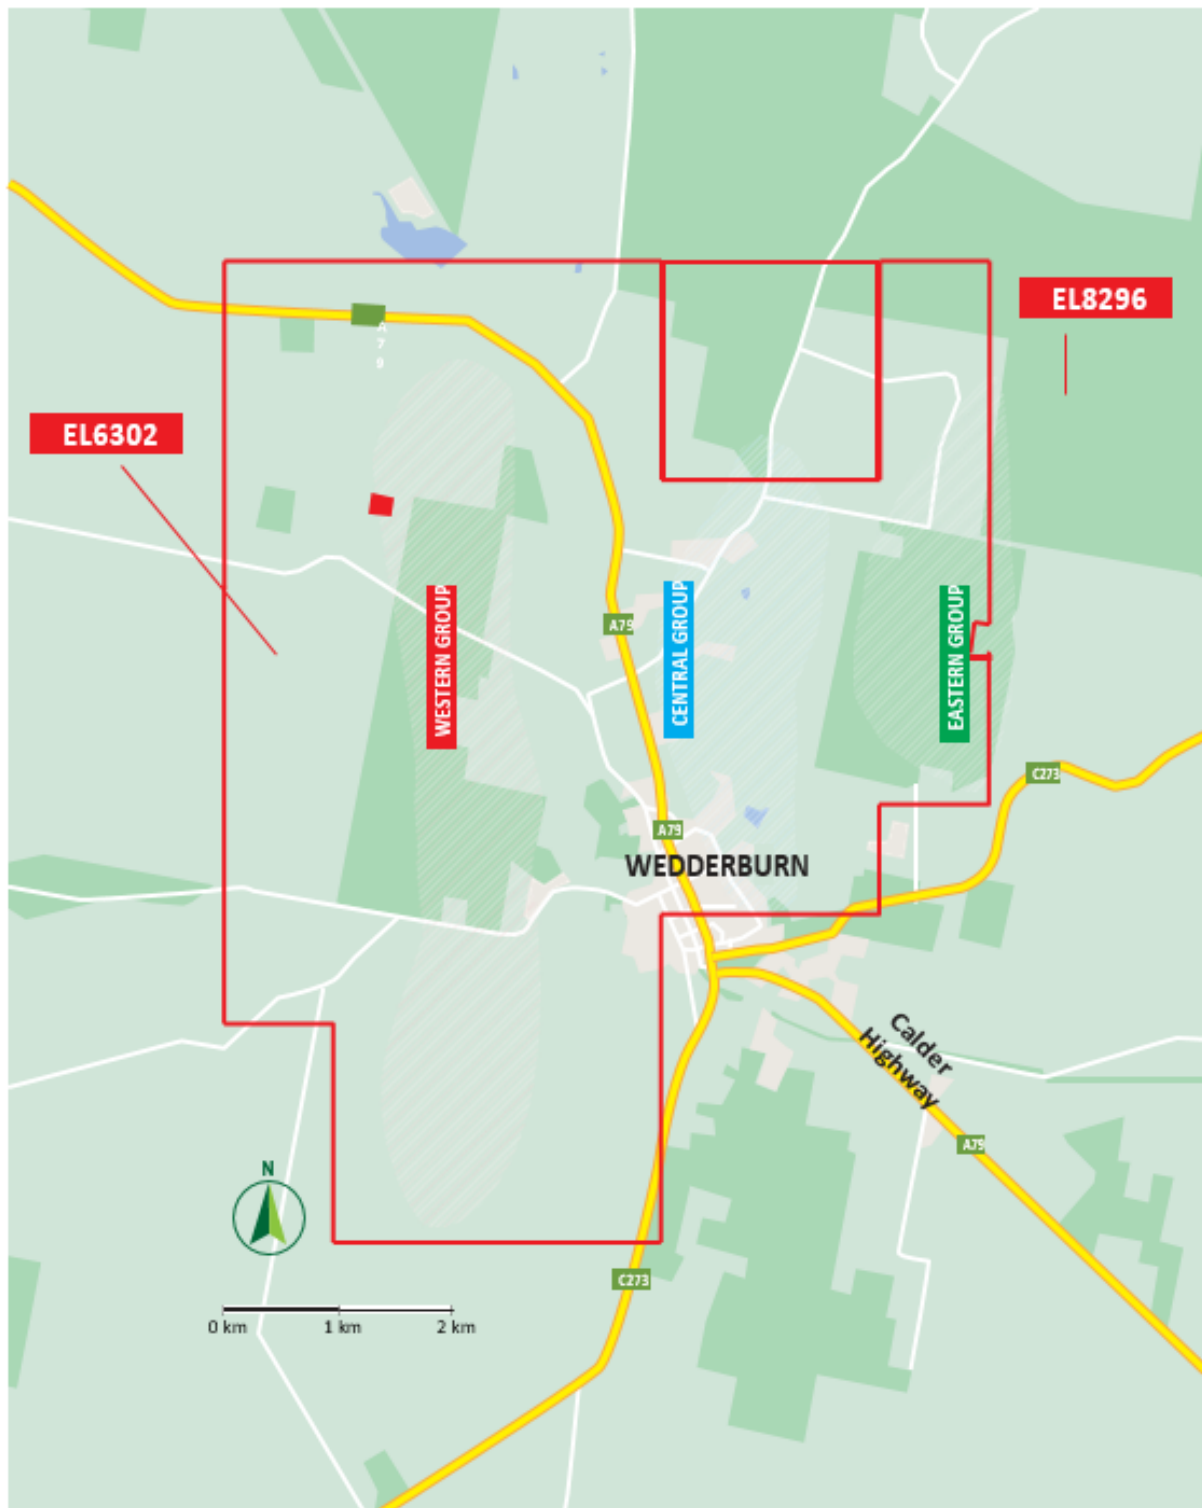 EL8296
A79
EL6302
WESTERN GROUP
CENTRAL GROUP
EASTERN GROUP
A79
C273
A79
WEDDERBURN
Calder
Highway
A79
N
C273
0 km 1 km 2 km